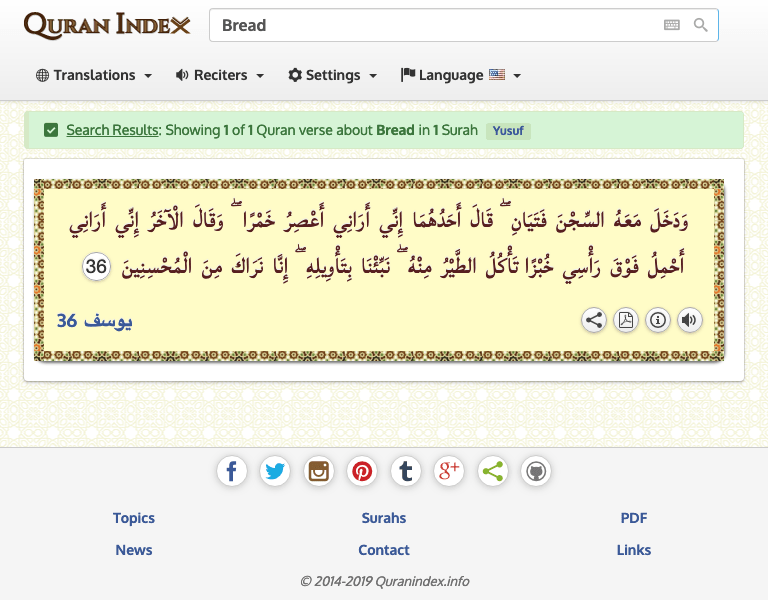 QURAN INDEX
Bread
Translations
Reciters
Settings
Language
Search Results: Showing 1 of 1 Quran verse about Bread in 1 Surah Yusuf
وَدَخَلَ مَعَهُ السِّجْنَ فَتَيَانِ ۖ قَالَ أَحَدُهُمَا إِنِّي أَرَانِي أَعْصِرُ خَمْرًا ۖ وَقَالَ الْآخَرُ إِنِّي أَرَانِي
أَحْمِلُ فَوْقَ رَأْسِي خُبْزًا تَأْكُلُ الطَّيْرُ مِنْهُ ۖ نَبِّئْنَا بِتَأْوِيلِهِ ۖ إِنَّا نَرَاكَ مِنَ الْمُحْسِنِينَ 36
يوسف 36
Topics
Surahs
PDF
News
Contact
Links
© 2014-2019 Quranindex.info